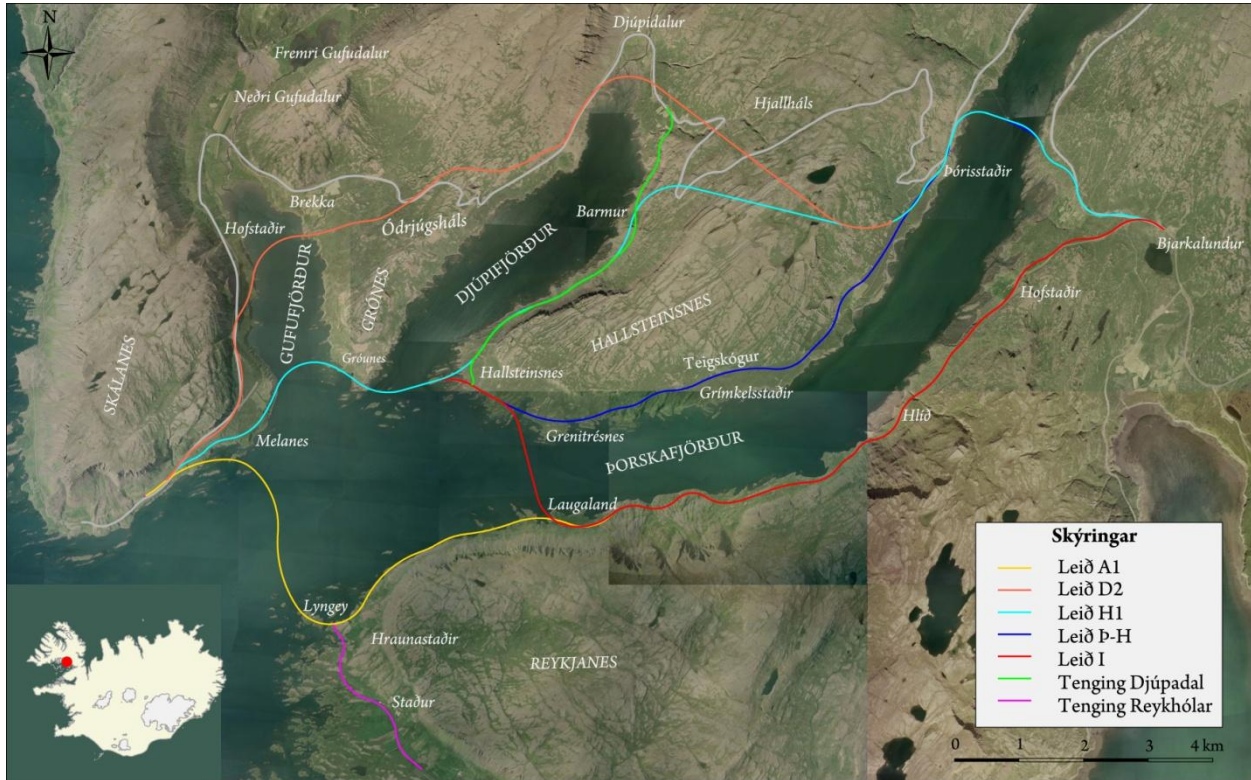 N
Djúpidalur
Fremri Gufudalur
Neðri Gufudalur
Hjallháls
Þórisstaðir
Brekka
Hofstaðir
Ódrjúgsháls
Barmur
Bjarkalundur
DJÚPIFJÖRÐUR
GUFUFJÖRÐUR
GRÓNES
Hofstaðir
HALLSTEINSNES
SKÁLANES
Gróunes
Teigskógur
Hallsteinsnes
Grímkelsstaðir
Hlíð
Melanes
Grenitrésnes
ÞORSKAFJÖRÐUR
Laugaland
Lyngey
Hraunastaðir
REYKJANES
Staður
Skýringar
Leið A1
Leið D2
Leið H1
Leið Þ-H
Leið I
Tenging Djúpadal
Tenging Reykhólar
0 1 2 3 4 km